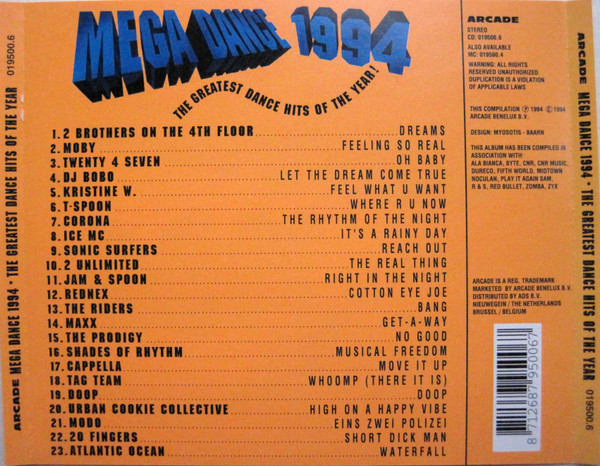 019500.6
ARCADE MEGA DANCE 1994 • THE GREATEST DANCE HITS OF THE YEAR
MEGA DANCE 1994
THE GREATEST DANCE HITS OF THE YEAR!
1. 2 BROTHERS ON THE 4TH FLOOR DREAMS
2. MOBY FEELING SO REAL
3. TWENTY 4 SEVEN OH BABY
4. DJ BOBO LET THE DREAM COME TRUE
5. KRISTINE W. FEEL WHAT U WANT
6. T-SPOON WHERE R U NOW
7. CORONA THE RHYTHM OF THE NIGHT
8. ICE MC IT'S A RAINY DAY
9. SONIC SURFERS REACH OUT
10. 2 UNLIMITED THE REAL THING
11. JAM & SPOON RIGHT IN THE NIGHT
12. REDNEX COTTON EYE JOE
13. THE RIDERS BANG
14. MAXX GET-A-WAY
15. THE PRODIGY NO GOOD
16. SHADES OF RHYTHM MUSICAL FREEDOM
17. CAPPELLA MOVE IT UP
18. TAG TEAM WHOOMP (THERE IT IS)
19. DOOP DOOP
20. URBAN COOKIE COLLECTIVE HIGH ON A HAPPY VIBE
21. MODO EINS ZWEI POLIZEI
22. 20 FINGERS SHORT DICK MAN
23. ATLANTIC OCEAN WATERFALL
ARCADE
STEREO
CD: 019500.6
ALSO AVAILABLE
MC: 019500.4
WARNING: ALL RIGHTS
RESERVED UNAUTHORIZED
DUPLICATION IS A VIOLATION
OF APPLICABLE LAWS
THIS COMPILATION ℗ 1994 © 1994
ARCADE BENELUX B.V.
DESIGN: MYOSOTIS - BAARN
THIS ALBUM HAS BEEN COMPILED IN
ASSOCIATION WITH:
ALA BIANCA, BYTE, CNR, CNR MUSIC,
DURECO, FIFTH WORLD, MIDTOWN
NOCULAN, PLAY IT AGAIN SAM,
R & S, RED BULLET, ZOMBA, ZYX
ARCADE IS A REG. TRADEMARK
MARKETED BY ARCADE BENELUX B.V.
DISTRIBUTED BY ADS B.V.
NIEUWEGEIN / THE NETHERLANDS
BRUSSEL / BELGIUM
8 712687 950067
ARCADE MEGA DANCE 1994 • THE GREATEST DANCE HITS OF THE YEAR
019500.6